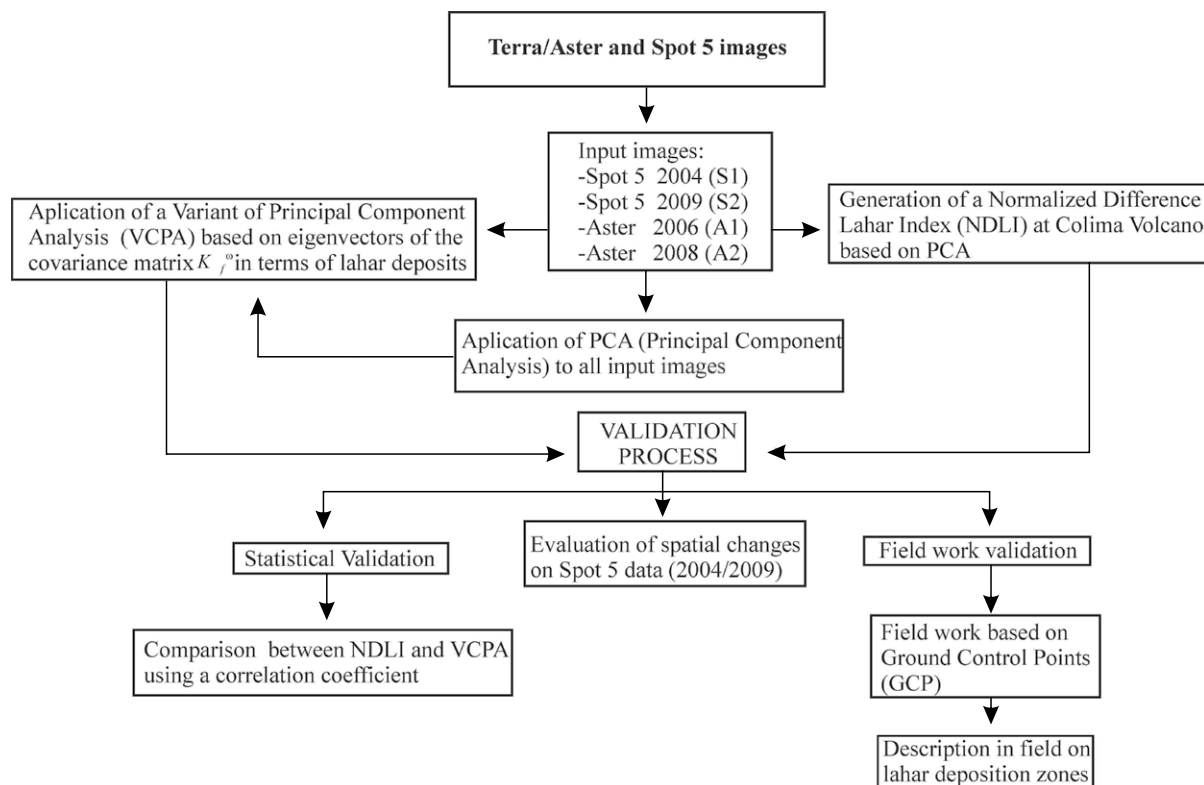 Terra/Aster and Spot 5 images
Input images:
-Spot 5 2004 (S1)
-Spot 5 2009 (S2)
-Aster 2006 (A1)
-Aster 2008 (A2)
Aplication of a Variant of Principal Component
Analysis (VCPA) based on eigenvectors of the
covariance matrix K f ω in terms of lahar deposits
Generation of a Normalized Difference
Lahar Index (NDLI) at Colima Volcano
based on PCA
Aplication of PCA (Principal Component
Analysis) to all input images
VALIDATION
PROCESS
Statistical Validation
Evaluation of spatial changes
on Spot 5 data (2004/2009)
Field work validation
Comparison between NDLI and VCPA
using a correlation coefficient
Field work based on
Ground Control Points
(GCP)
Description in field on
lahar deposition zones